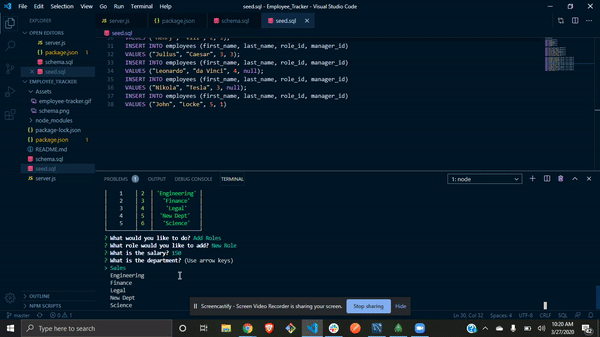 File Edit Selection View Go Run Terminal Help
seed.sql - Employee_Tracker - Visual Studio Code
EXPLORER
server.js
package.json
schema.sql
seed.sql
OPEN EDITORS
server.js
package.json 1
schema.sql
seed.sql
EMPLOYEE_TRACKER
Assets
employee-tracker.gif
schema.png
node_modules
package-lock.json
package.json 1
README.md
schema.sql
seed.sql
server.js
OUTLINE
NPM SCRIPTS
seed.sql
31 INSERT INTO employees (first_name, last_name, role_id, manager_id)
32 VALUES ("Julius", "Caesar", 3, 3);
33 INSERT INTO employees (first_name, last_name, role_id, manager_id)
34 VALUES ("Leonardo", "da Vinci", 4, null);
INSERT INTO employees (first_name, last_name, role_id, manager_id)
36 VALUES ("Nikola", "Tesla", 3, null);
37 INSERT INTO employees (first_name, last_name, role_id, manager_id)
38 VALUES ("John", "Locke", 5, 1)
PROBLEMS 1 OUTPUT DEBUG CONSOLE TERMINAL
1: node
1 2 'Engineering'
2 3 'Finance'
3 4 'Legal'
4 5 'New Dept'
5 6 'Science'
? What would you like to do? Add Roles
? What role would you like to add? New Role
? What is the salary? 150
? What is the department? (Use arrow keys)
> Sales
Engineering
Finance
Legal
New Dept
Science
Screencastify - Screen Video Recorder is sharing your screen.
Stop sharing
Hide
master
0 1
Ln 30, Col 32 Spaces: 4 UTF-8 CRLF SQL
Type here to search
10:20 AM
3/27/2020